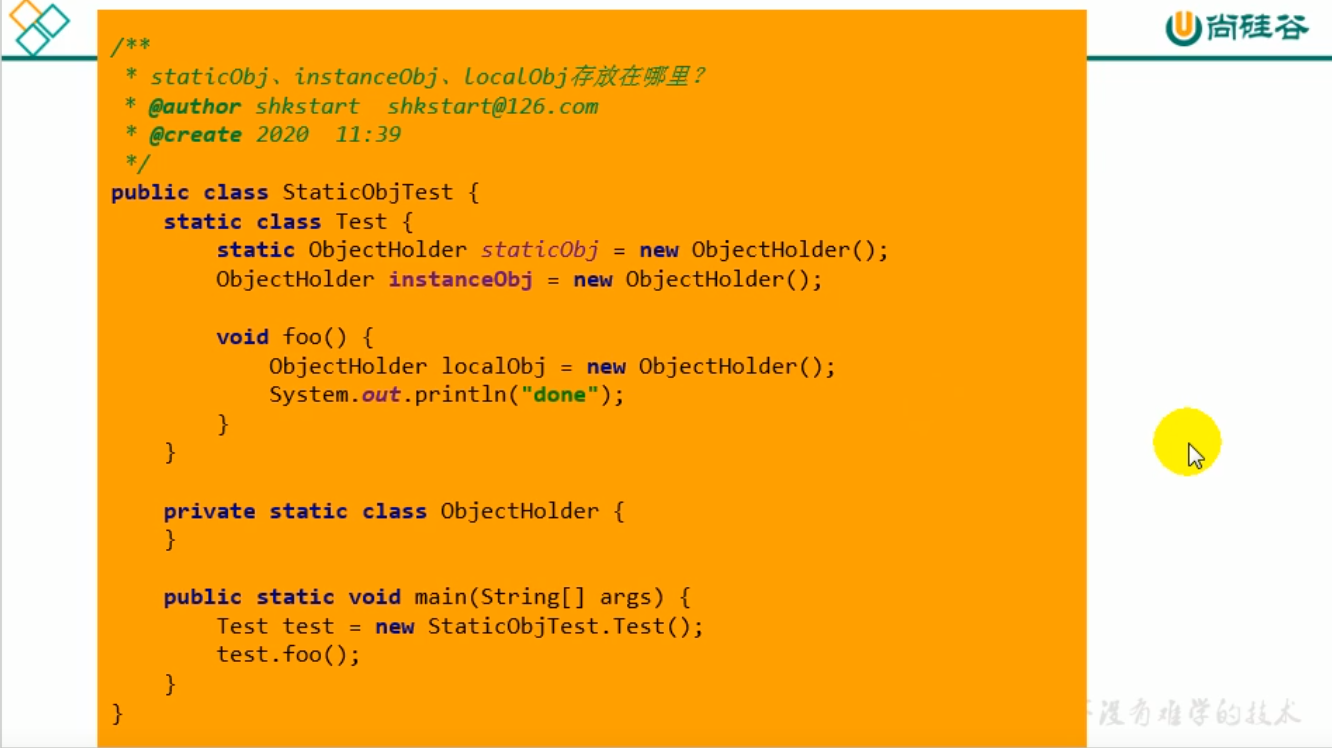 尚硅谷
/**
 * staticObj、instanceObj、localObj存放在哪里？
 * @author shkstart  shkstart@126.com
 * @create 2020  11:39
 */
public class StaticObjTest {
    static class Test {
        static ObjectHolder staticObj = new ObjectHolder();
        ObjectHolder instanceObj = new ObjectHolder();

        void foo() {
            ObjectHolder localObj = new ObjectHolder();
            System.out.println("done");
        }
    }

    private static class ObjectHolder {
    }

    public static void main(String[] args) {
        Test test = new StaticObjTest.Test();
        test.foo();
    }
}
没有难学的技术